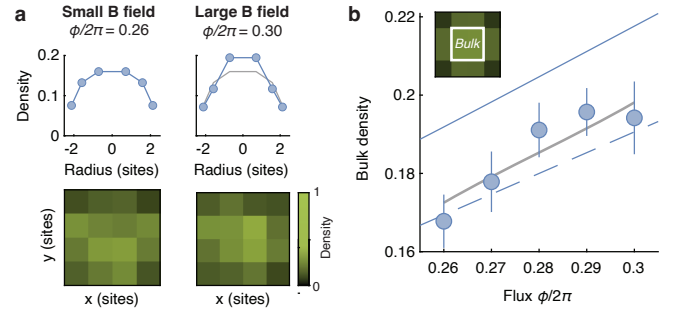 a
Small B field
ϕ/2π = 0.26
Large B field
ϕ/2π = 0.30
Density
0.2
0.1
0
-2
0
2
Radius (sites)
-2
0
2
Radius (sites)
y (sites)
x (sites)
x (sites)
1
0
Density
b
Bulk
Bulk density
0.22
0.2
0.18
0.16
0.26
0.27
0.28
0.29
0.3
Flux ϕ/2π